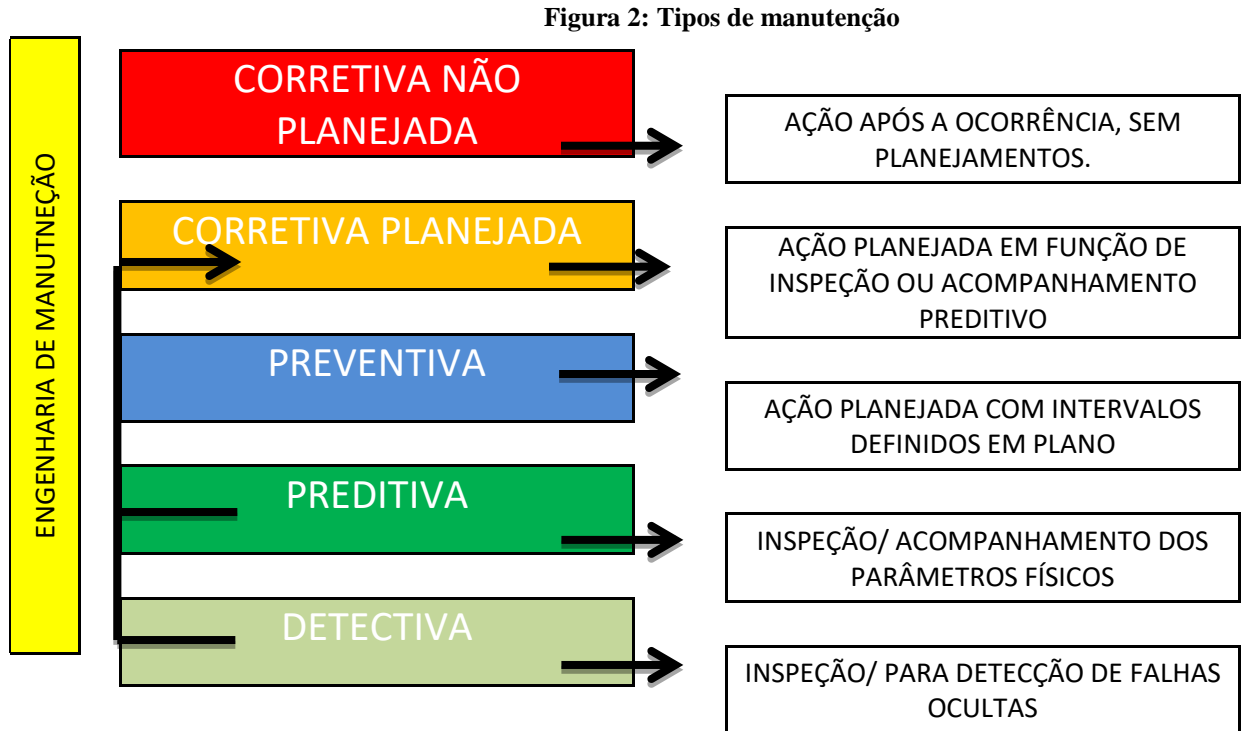 Figura 2: Tipos de manutenção
ENGENHARIA DE MANUTNEÇÃO
CORRETIVA NÃO
PLANEJADA
AÇÃO APÓS A OCORRÊNCIA, SEM
PLANEJAMENTOS.
CORRETIVA PLANEJADA
AÇÃO PLANEJADA EM FUNÇÃO DE
INSPEÇÃO OU ACOMPANHAMENTO
PREDITIVO
PREVENTIVA
AÇÃO PLANEJADA COM INTERVALOS
DEFINIDOS EM PLANO
PREDITIVA
INSPEÇÃO/ ACOMPANHAMENTO DOS
PARÂMETROS FÍSICOS
DETECTIVA
INSPEÇÃO/ PARA DETECÇÃO DE FALHAS
OCULTAS